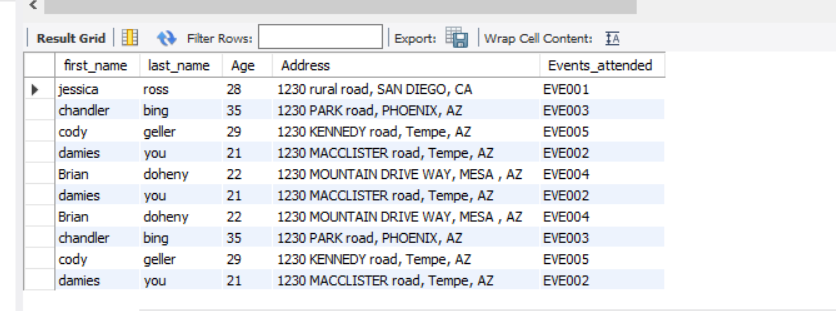 Result Grid Filter Rows: Export: Wrap Cell Content: IA
first_name last_name Age Address Events_attended
jessica ross 28 1230 rural road, SAN DIEGO, CA EVE001
chandler bing 35 1230 PARK road, PHOENIX, AZ EVE003
cody geller 29 1230 KENNEDY road, Tempe, AZ EVE005
damies you 21 1230 MACCLISTER road, Tempe, AZ EVE002
Brian doheny 22 1230 MOUNTAIN DRIVE WAY, MESA , AZ EVE004
damies you 21 1230 MACCLISTER road, Tempe, AZ EVE002
Brian doheny 22 1230 MOUNTAIN DRIVE WAY, MESA , AZ EVE004
chandler bing 35 1230 PARK road, PHOENIX, AZ EVE003
cody geller 29 1230 KENNEDY road, Tempe, AZ EVE005
damies you 21 1230 MACCLISTER road, Tempe, AZ EVE002